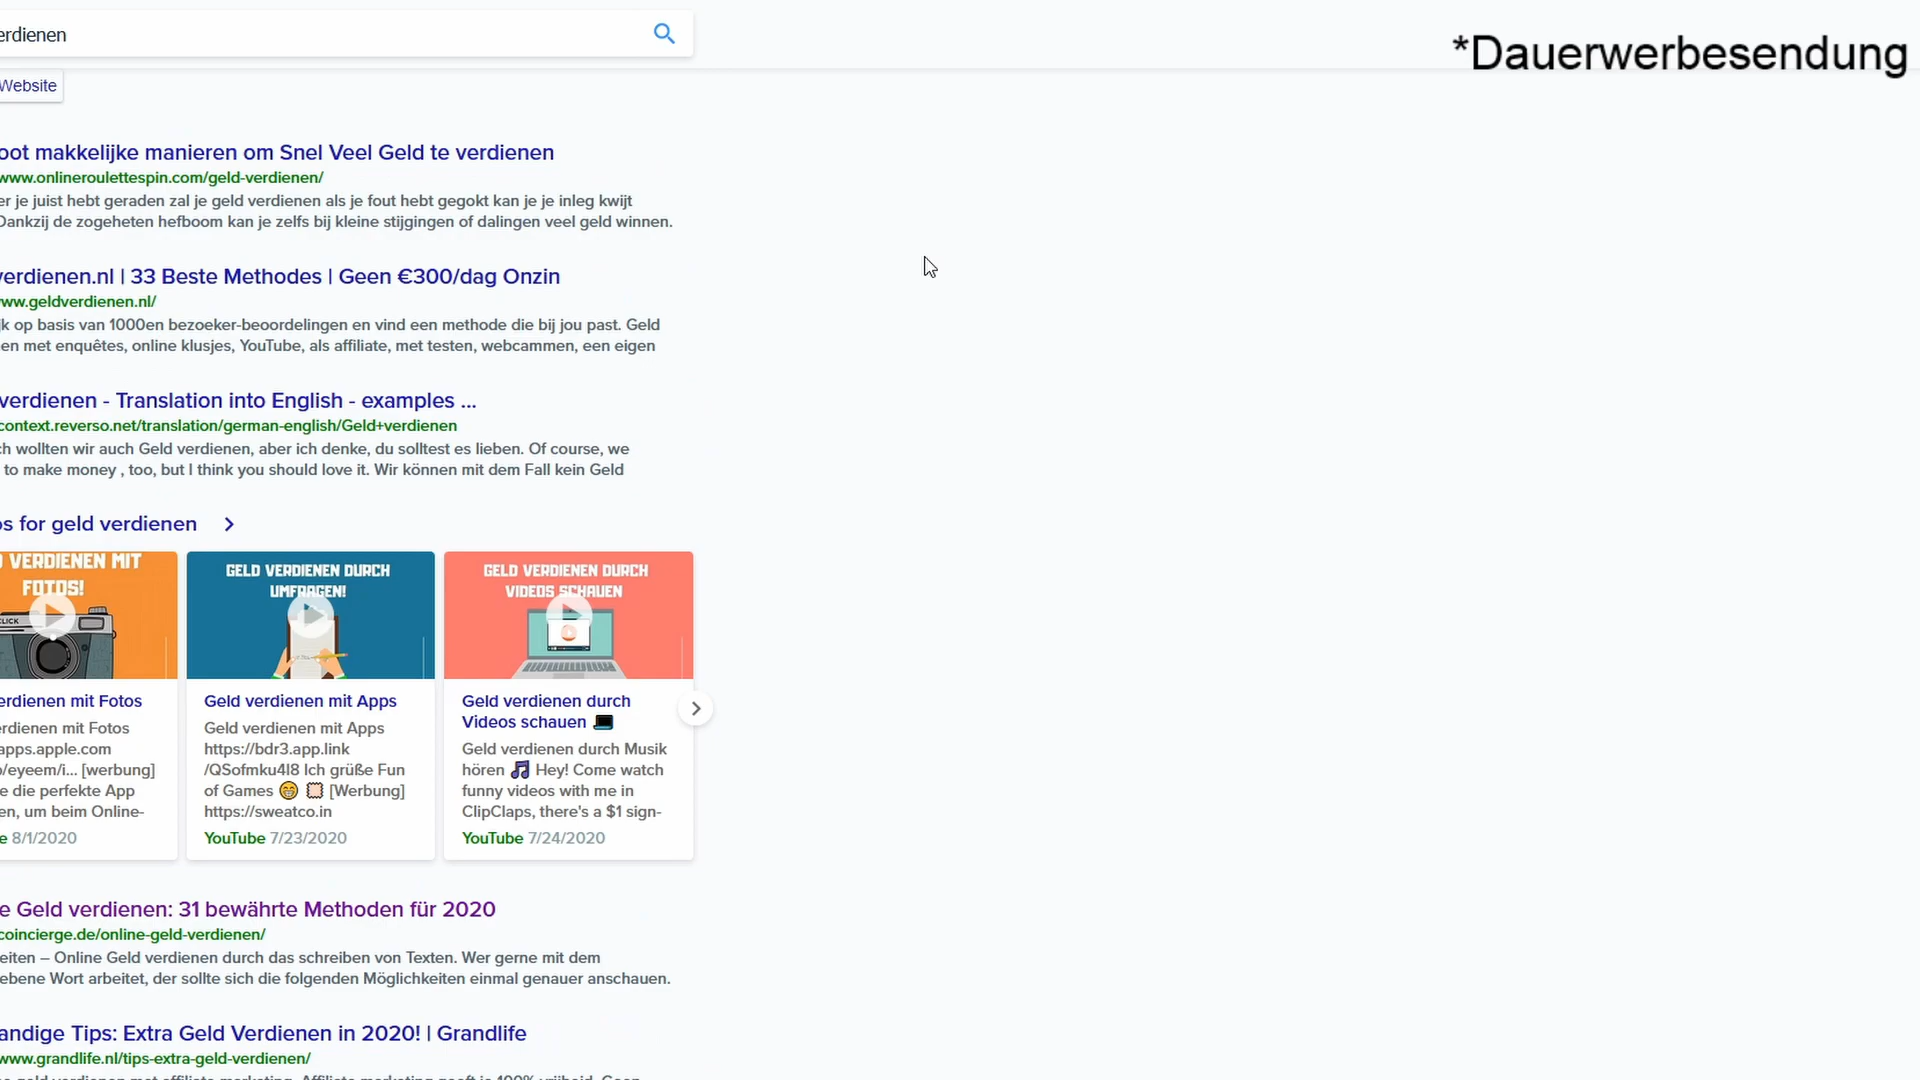 erdienen
*Dauerwerbesendung
Website
oot makkelijke manieren om Snel Veel Geld te verdienen
www.onlineroulettespin.com/geld-verdienen/
er je juist hebt geraden zal je geld verdienen als je fout hebt gegokt kan je je inleg kwijt
Dankzij de zogeheten hefboom kan je zelfs bij kleine stijgingen of dalingen veel geld winnen.
verdienen.nl | 33 Beste Methodes | Geen €300/dag Onzin
ww.geldverdienen.nl/
jk op basis van 1000en bezoeker-beoordelingen en vind een methode die bij jou past. Geld
en met enquêtes, online klusjes, YouTube, als affiliate, met testen, webcammen, een eigen
verdienen - Translation into English - examples ...
context.reverso.net/translation/german-english/Geld+verdienen
ch wollten wir auch Geld verdienen, aber ich denke, du solltest es lieben. Of course, we
to make money , too, but I think you should love it. Wir können mit dem Fall kein Geld
os for geld verdienen
VERDIENEN MIT
FOTOS!
CLICK
erdienen mit Fotos
erdienen mit Fotos
apps.apple.com
/eyeem/i... [werbung]
e die perfekte App
en, um beim Online-
e 8/1/2020
GELD VERDIENEN DURCH
UMFRAGEN!
Geld verdienen mit Apps
Geld verdienen mit Apps
https://bdr3.app.link
/QSofmku4I8 Ich grüße Fun
of Games 😁 [Werbung]
https://sweatco.in
YouTube 7/23/2020
GELD VERDIENEN DURCH
VIDEOS SCHAUEN
Geld verdienen durch
Videos schauen 💻
Geld verdienen durch Musik
hören 🎵 Hey! Come watch
funny videos with me in
ClipClaps, there's a $1 sign-
YouTube 7/24/2020
e Geld verdienen: 31 bewährte Methoden für 2020
coincierge.de/online-geld-verdienen/
eiten – Online Geld verdienen durch das schreiben von Texten. Wer gerne mit dem
ebene Wort arbeitet, der sollte sich die folgenden Möglichkeiten einmal genauer anschauen.
andige Tips: Extra Geld Verdienen in 2020! | Grandlife
www.grandlife.nl/tips-extra-geld-verdienen/